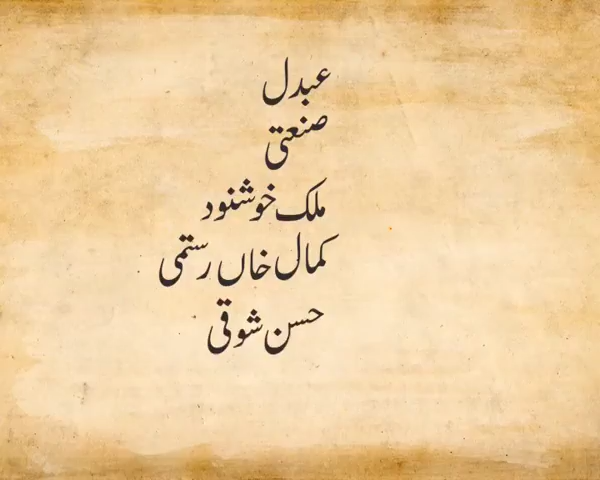 عبدل
صنعتی
ملک خوشنود
کمال خاں رستمی
حسن شوقی